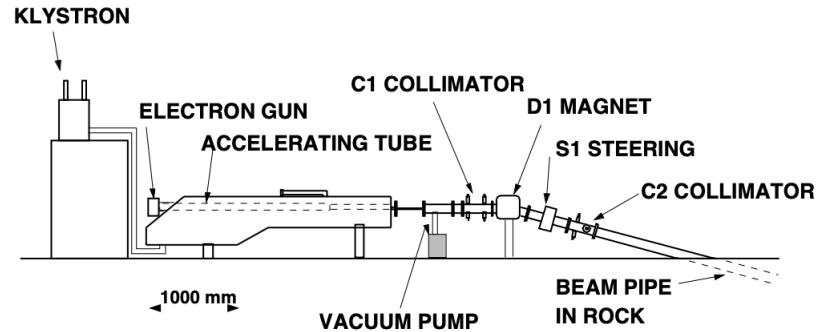 KLYSTRON
C1 COLLIMATOR
D1 MAGNET
ELECTRON GUN
ACCELERATING TUBE
S1 STEERING
C2 COLLIMATOR
1000 mm
VACUUM PUMP
BEAM PIPE
IN ROCK